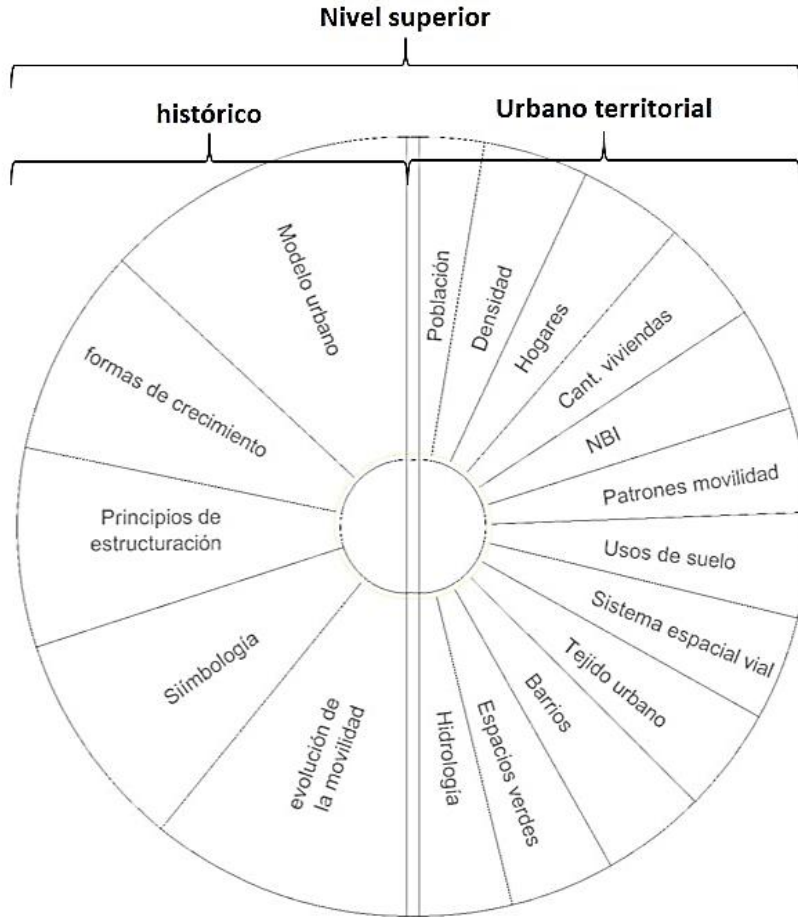 Nivel superior
histórico
Urbano territorial
Modelo urbano
formas de crecimiento
Principios de
estructuración
Siímbología
evolución de
la movilidad
Población
Densidad
Hogares
Cant. viviendas
NBI
Patrones movilidad
Usos de suelo
Sistema espacial vial
Tejido urbano
Barrios
Espacios verdes
Hidrología